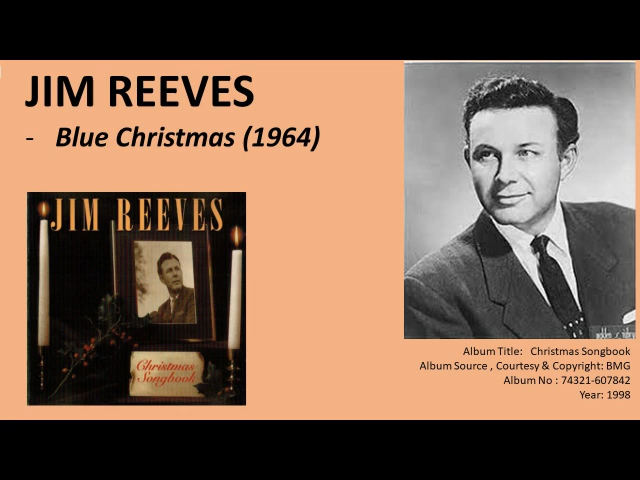 JIM REEVES
- Blue Christmas (1964)
JIM REEVES
Christmas
Songbook
Album Title: Christmas Songbook
Album Source , Courtesy & Copyright: BMG
Album No : 74321-607842
Year: 1998